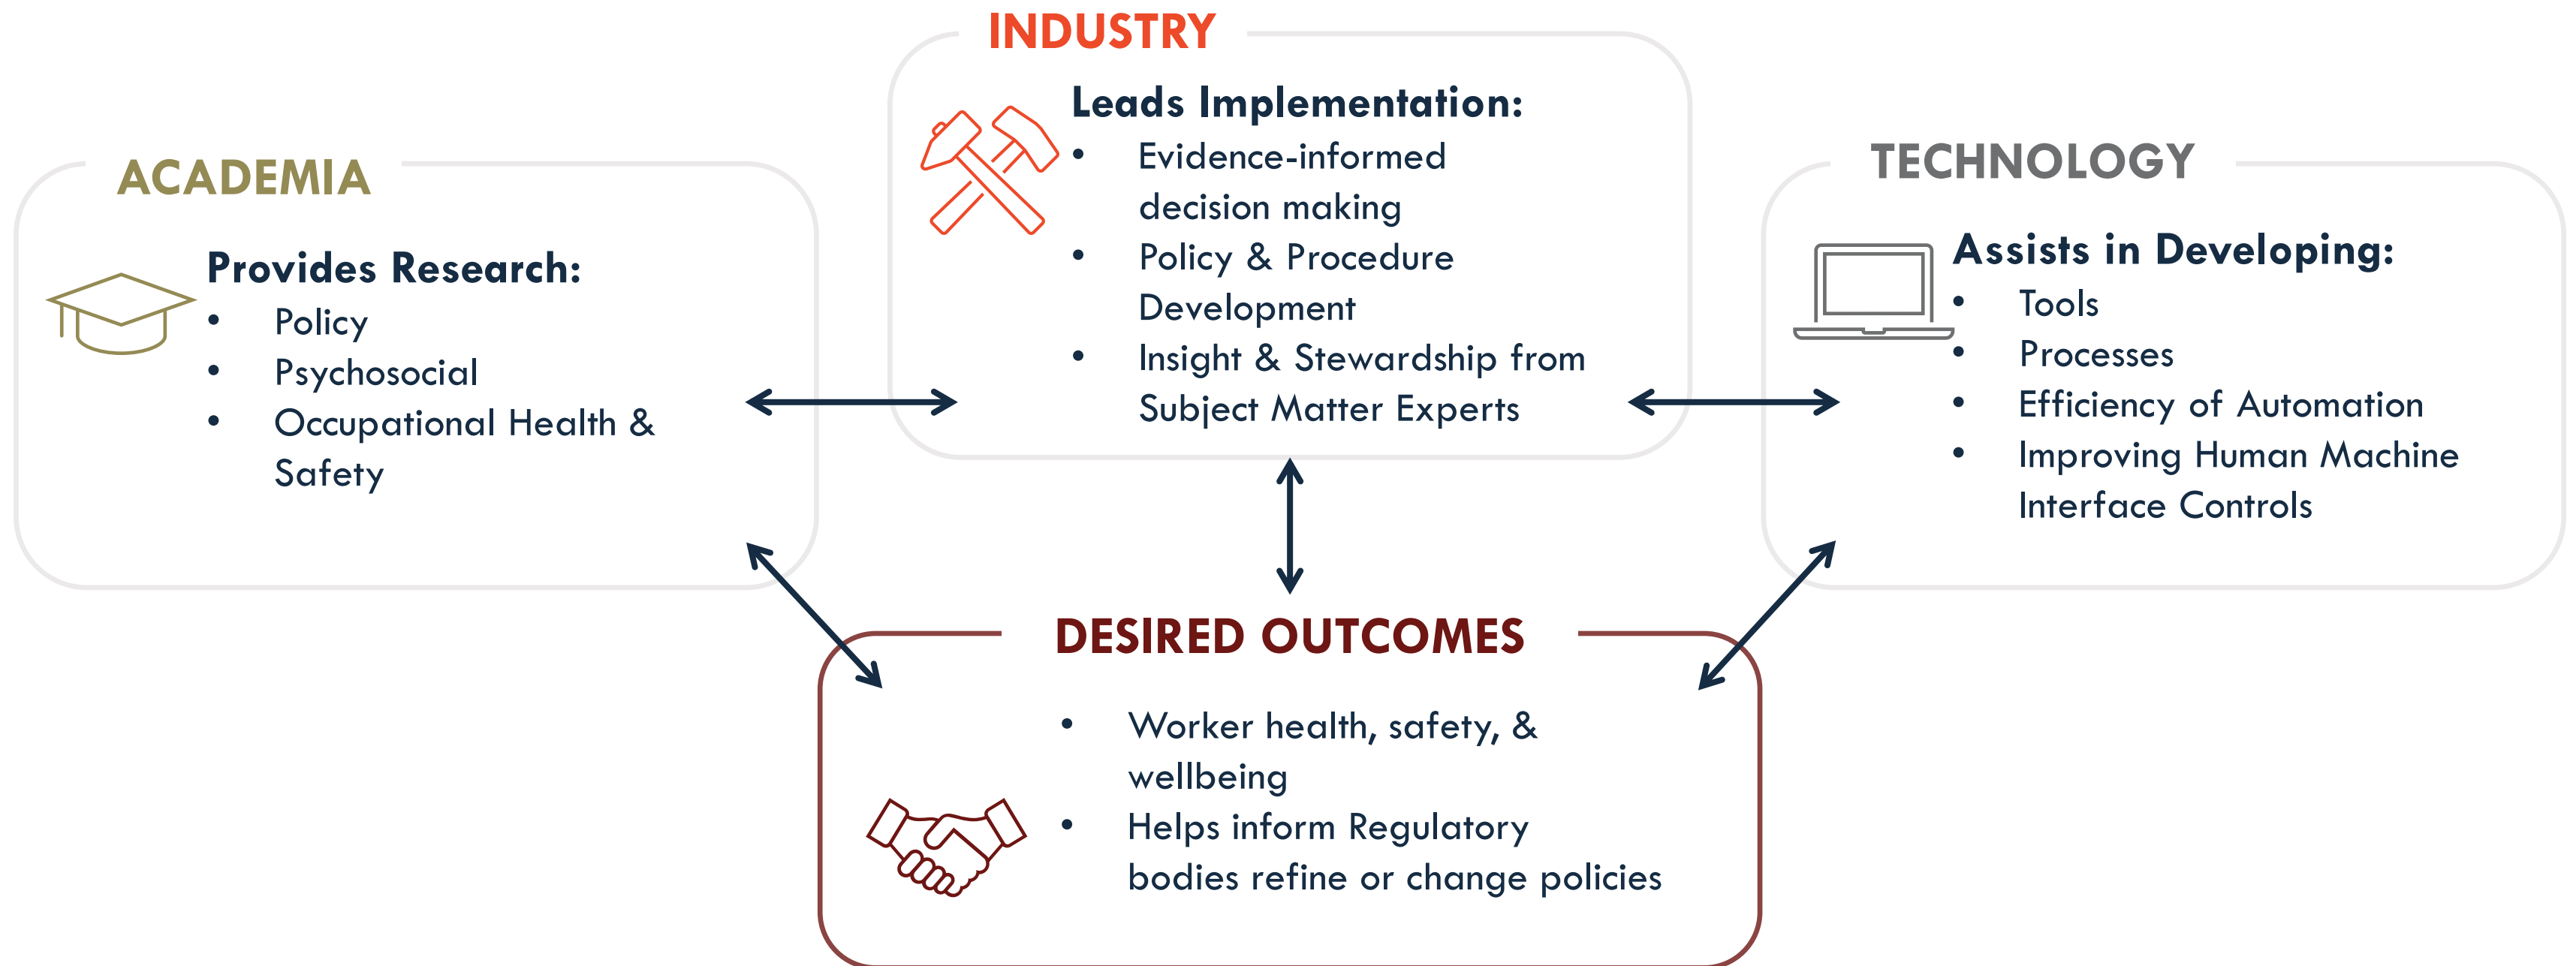 INDUSTRY
Leads Implementation:
• Evidence-informed
decision making
• Policy & Procedure
Development
• Insight & Stewardship from
Subject Matter Experts
ACADEMIA
Provides Research:
• Policy
• Psychosocial
• Occupational Health &
Safety
TECHNOLOGY
Assists in Developing:
• Tools
• Processes
• Efficiency of Automation
• Improving Human Machine
Interface Controls
DESIRED OUTCOMES
• Worker health, safety, &
wellbeing
• Helps inform Regulatory
bodies refine or change policies